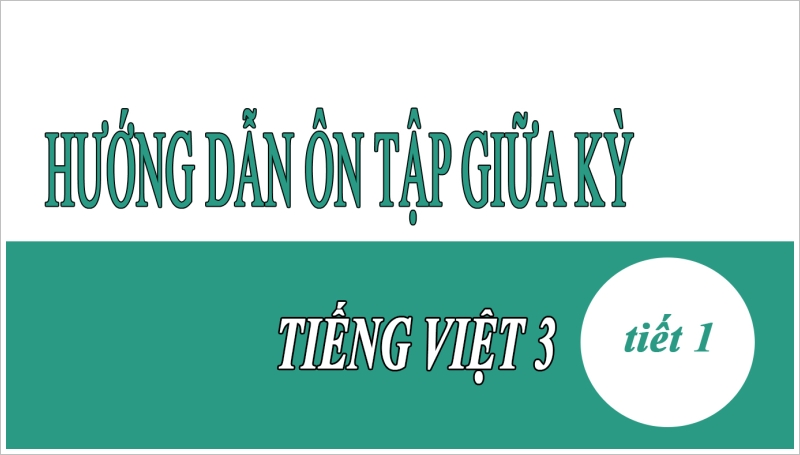 HƯỚNG DẪN ÔN TẬP GIỮA KỲ
TIẾNG VIỆT 3
tiết 1